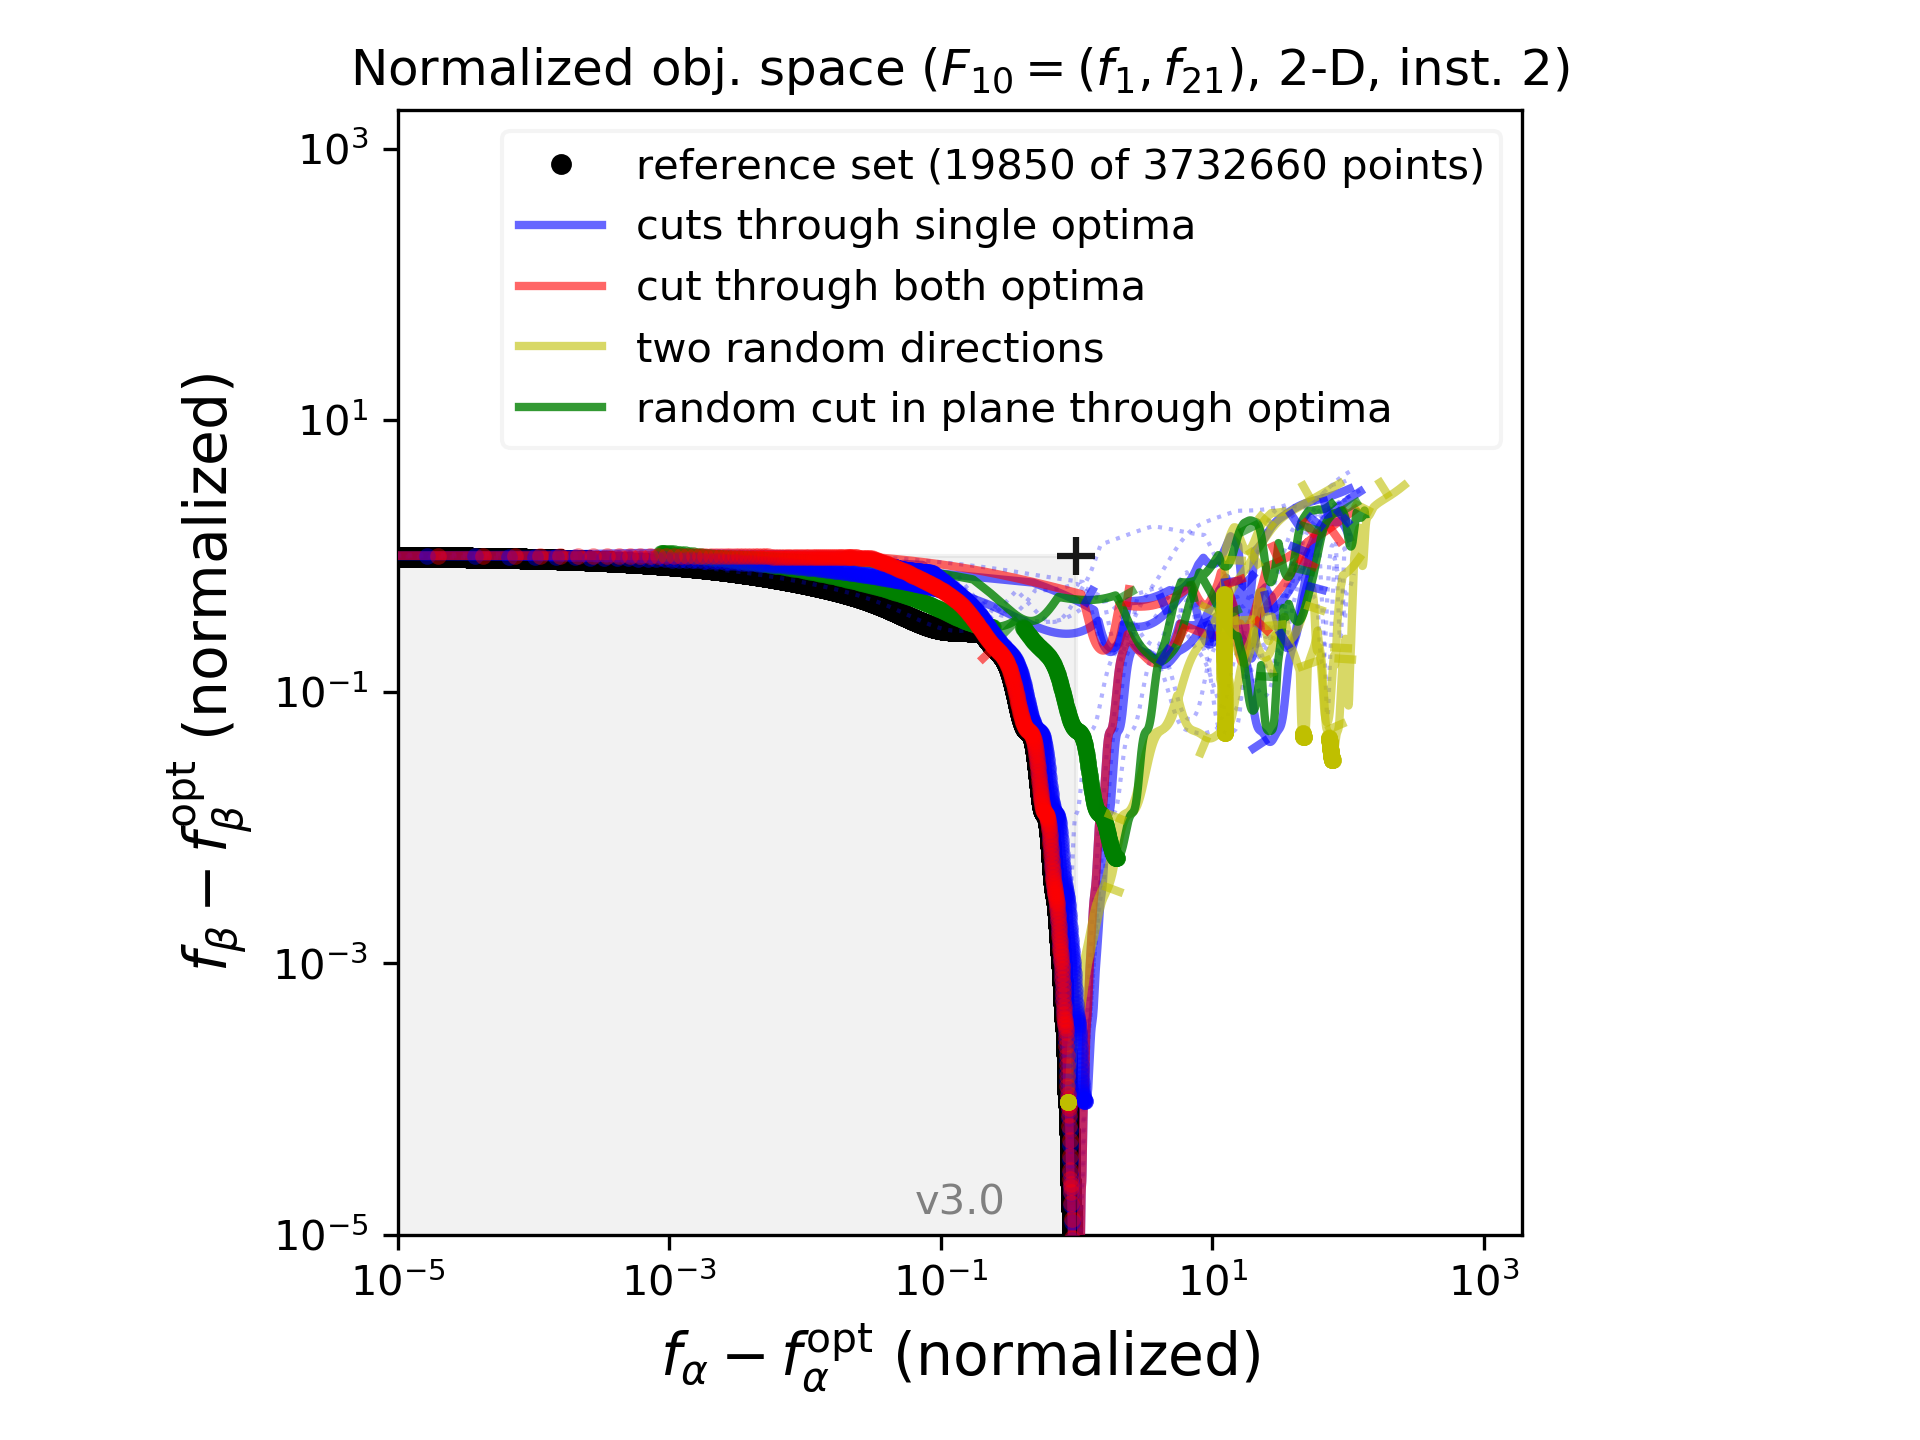 Normalized obj. space (F₁₀ = (f₁, f₂₁), 2-D, inst. 2)
reference set (19850 of 3732660 points)
cuts through single optima
cut through both optima
two random directions
random cut in plane through optima
10³
10¹
10⁻¹
10⁻³
10⁻⁵
f_β − f_β^opt (normalized)
v3.0
10⁻⁵
10⁻³
10⁻¹
10¹
10³
f_α − f_α^opt (normalized)